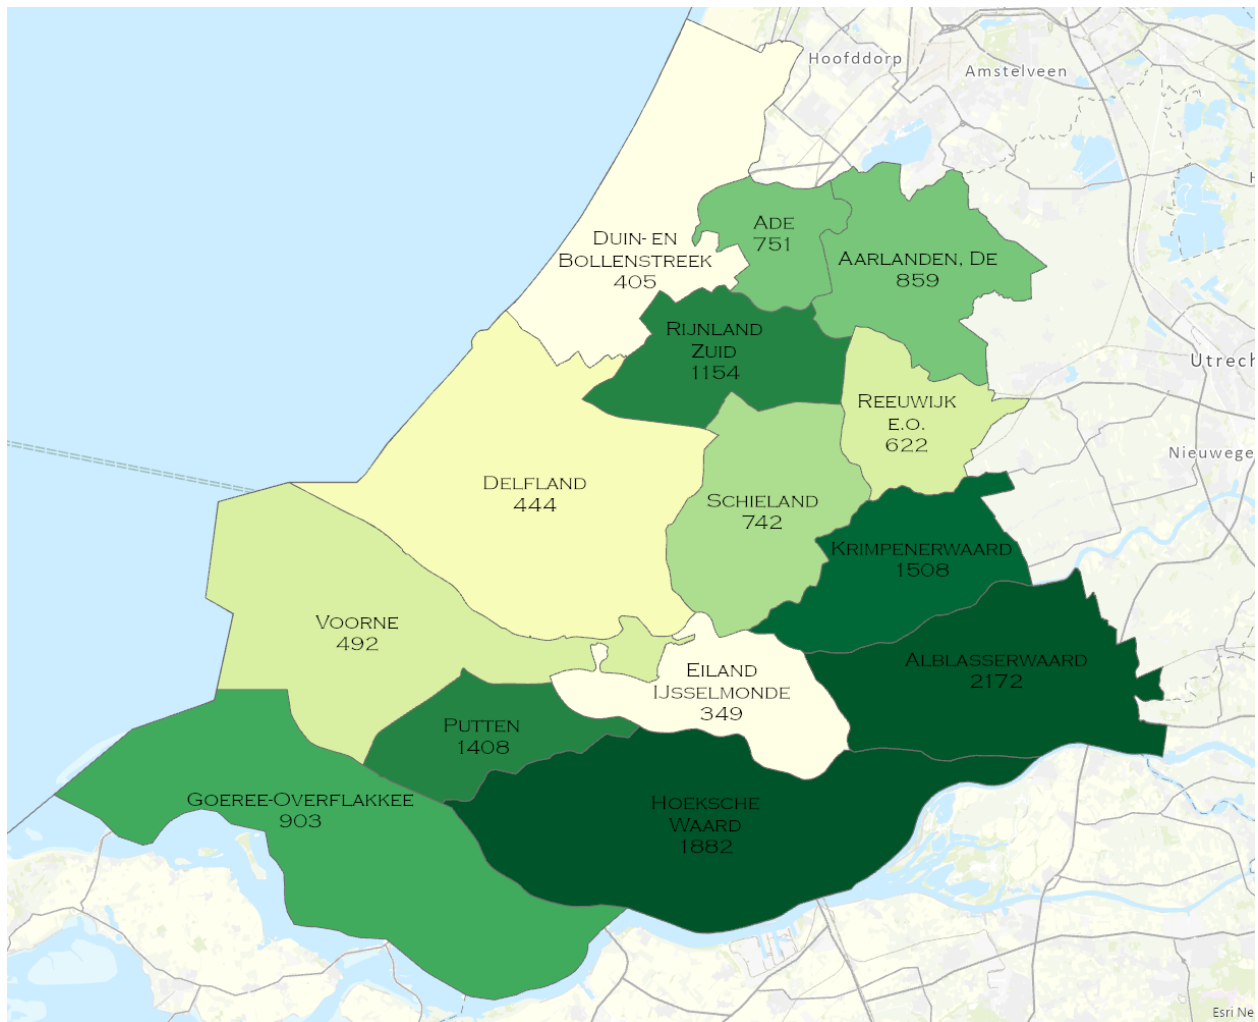 Hoofddorp
Amstelveen
Ade
751
Duin- en
Bollenstreek
405
Aarlanden, De
859
Rijnland
Zuid
1154
Utrech
Reeuwijk
e.o.
622
Nieuwege
Delfland
444
Schieland
742
Krimpenerwaard
1508
Voorne
492
Alblasserwaard
2172
Eiland
IJsselmonde
349
Putten
1408
Goeree-Overflakkee
903
Hoeksche
Waard
1882
Esri Ne